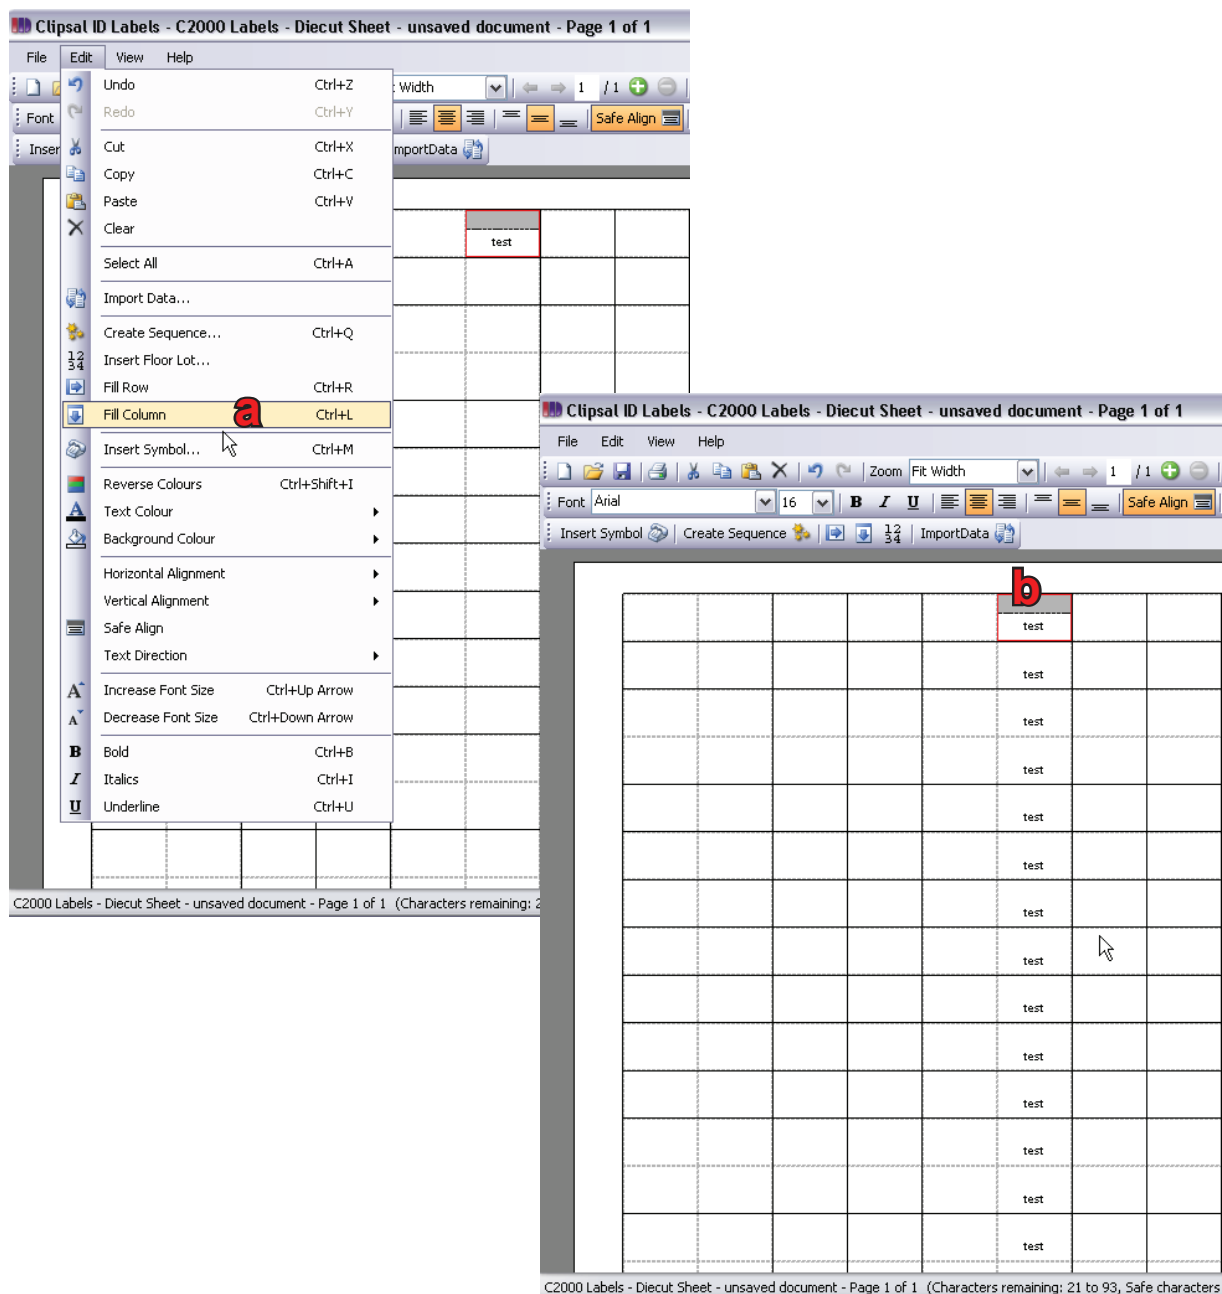 Clipsal ID Labels - C2000 Labels - Diecut Sheet - unsaved document - Page 1 of 1
File Edit View Help
Width 1 / 1
Font Safe Align
Inser mportData
Undo Ctrl+Z
Redo Ctrl+Y
Cut Ctrl+X
Copy Ctrl+C
Paste Ctrl+V
Clear
Select All Ctrl+A
Import Data...
Create Sequence... Ctrl+Q
Insert Floor Lot...
Fill Row Ctrl+R
Fill Column a Ctrl+L
Insert Symbol... Ctrl+M
Reverse Colours Ctrl+Shift+I
Text Colour
Background Colour
Horizontal Alignment
Vertical Alignment
Safe Align
Text Direction
Increase Font Size Ctrl+Up Arrow
Decrease Font Size Ctrl+Down Arrow
B Bold Ctrl+B
I Italics Ctrl+I
U Underline Ctrl+U
test
C2000 Labels - Diecut Sheet - unsaved document - Page 1 of 1 (Characters remaining: 2
Clipsal ID Labels - C2000 Labels - Diecut Sheet - unsaved document - Page 1 of 1
File Edit View Help
Zoom Fit Width 1 / 1
Font Arial 16 B I U Safe Align
Insert Symbol Create Sequence 12 34 ImportData
b
test
test
test
test
test
test
test
test
test
test
test
test
test
test
C2000 Labels - Diecut Sheet - unsaved document - Page 1 of 1 (Characters remaining: 21 to 93, Safe characters